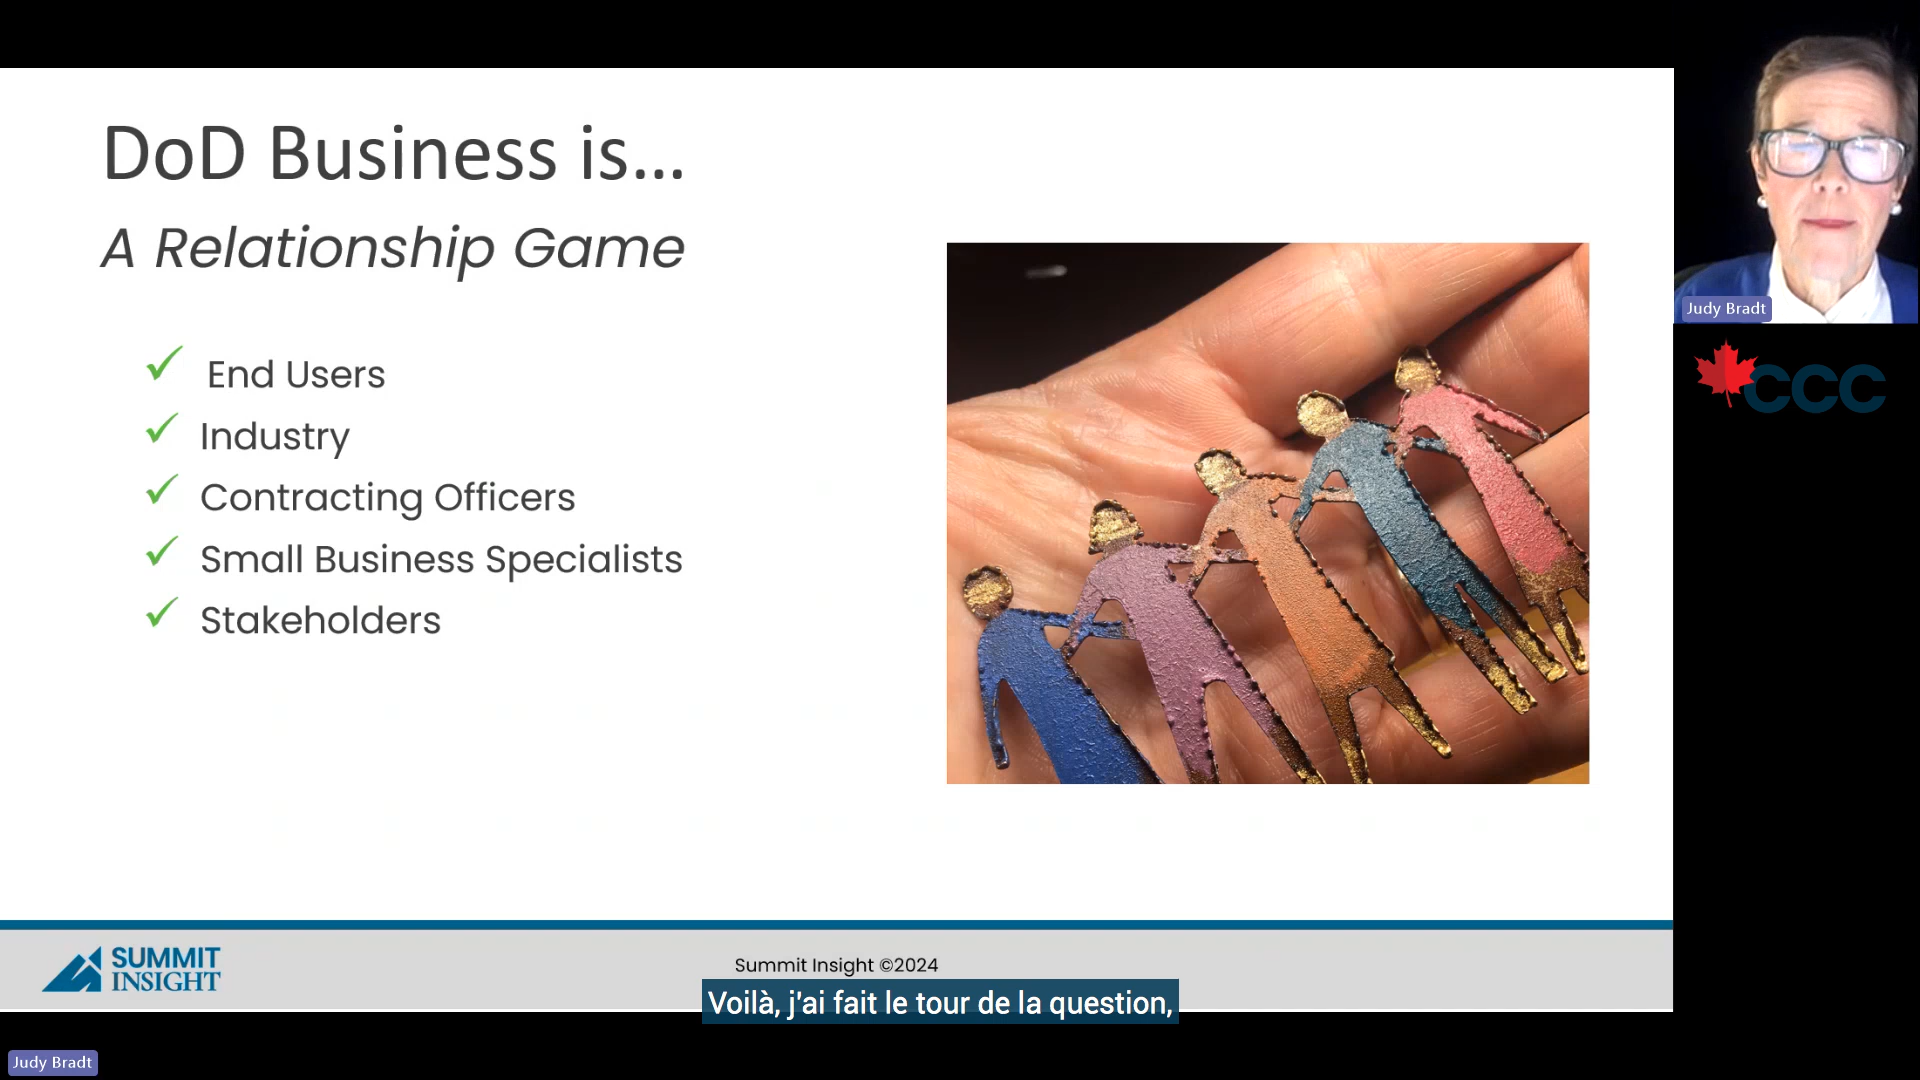 DoD Business is...
A Relationship Game
End Users
Industry
Contracting Officers
Small Business Specialists
Stakeholders
Judy Bradt
CCC
SUMMIT
INSIGHT
Summit Insight ©2024
Voilà, j'ai fait le tour de la question,
Judy Bradt